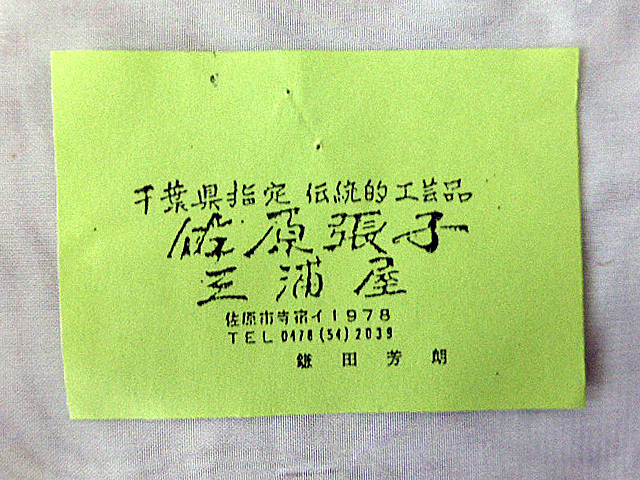 千葉県指定 伝統的工芸品
佐原張子
三浦屋
佐原市寺宿イ1978
TEL 0478(54)2039
鎌田芳朗